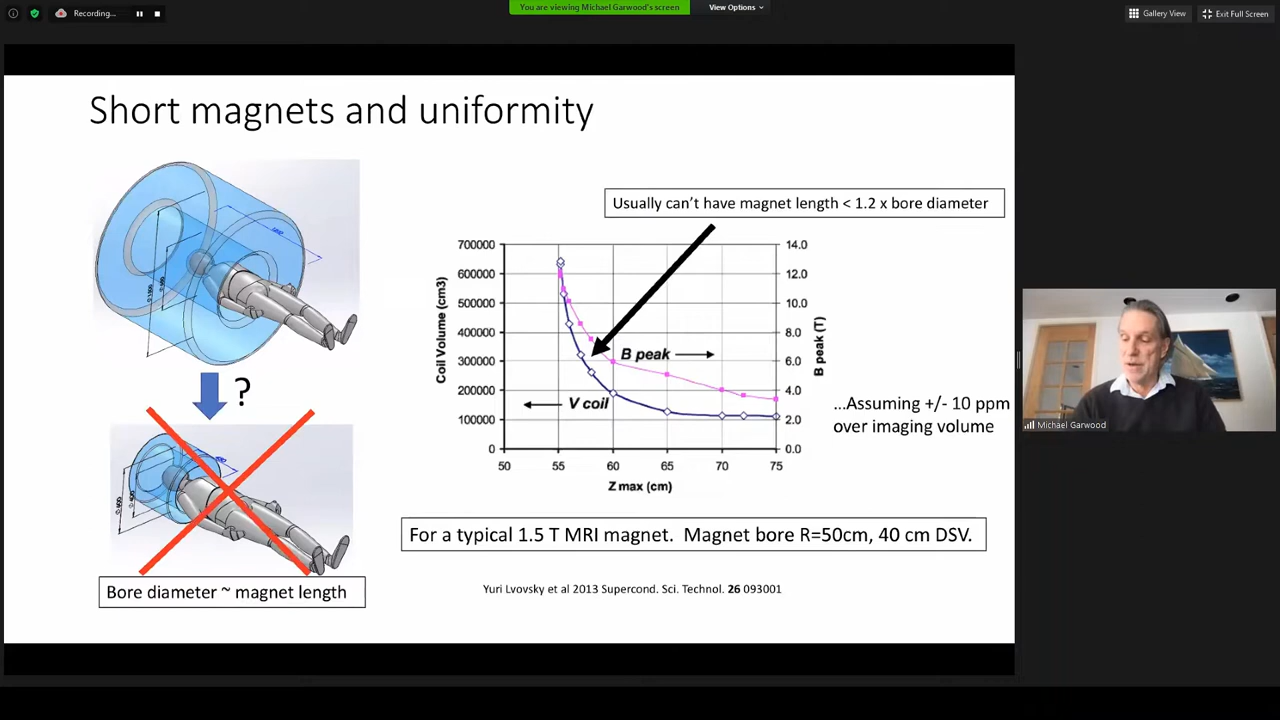 Recording...
You are viewing Michael Garwood's screen
View Options
Gallery View
Exit Full Screen
Short magnets and uniformity
Usually can't have magnet length < 1.2 x bore diameter
700000
600000
500000
400000
300000
200000
100000
0
Coil Volume (cm3)
14.0
12.0
10.0
8.0
6.0
4.0
2.0
0.0
B peak (T)
B peak
V coil
50
55
60
65
70
75
Z max (cm)
?
...Assuming +/- 10 ppm
over imaging volume
For a typical 1.5 T MRI magnet. Magnet bore R=50cm, 40 cm DSV.
Bore diameter ~ magnet length
Yuri Lvovsky et al 2013 Supercond. Sci. Technol. 26 093001
Michael Garwood